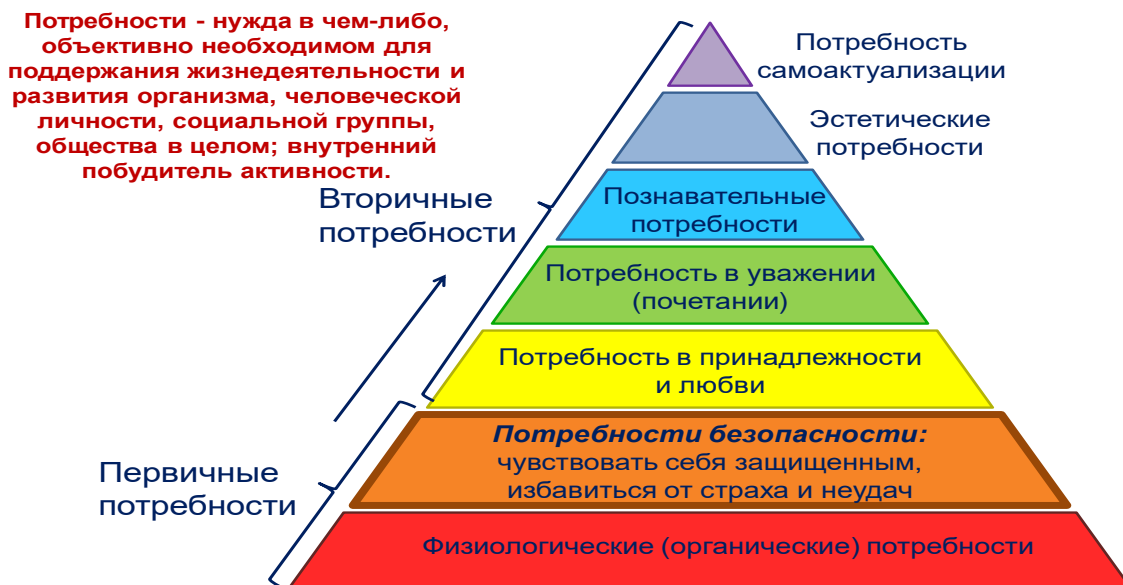 Потребности - нужда в чем-либо,
объективно необходимом для
поддержания жизнедеятельности и
развития организма, человеческой
личности, социальной группы,
общества в целом; внутренний
побудитель активности.
Потребность
самоактуализации
Эстетические
потребности
Вторичные
потребности
Познавательные
потребности
Потребность в уважении
(почетании)
Потребность в принадлежности
и любви
Первичные
потребности
Потребности безопасности:
чувствовать себя защищенным,
избавиться от страха и неудач
Физиологические (органические) потребности